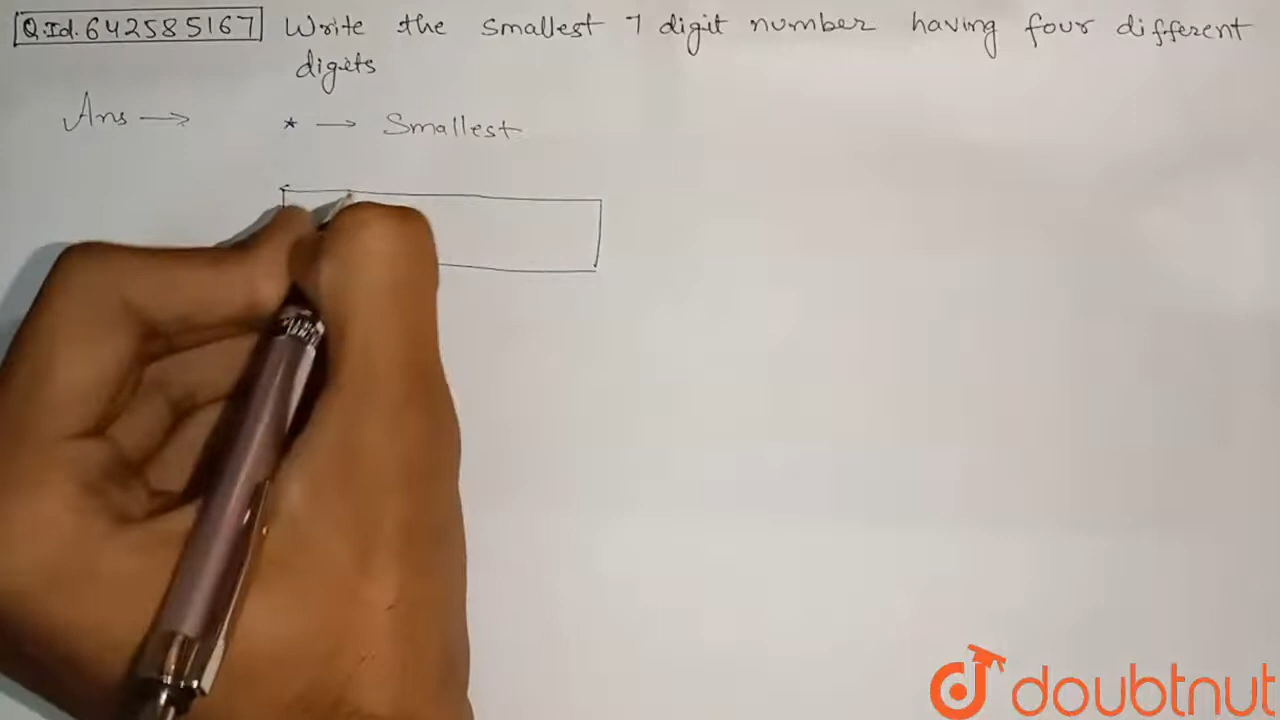 Q.Id. 642585167 Write the smallest 7 digit number having four different
digits
Ans → * → Smallest
doubtnut